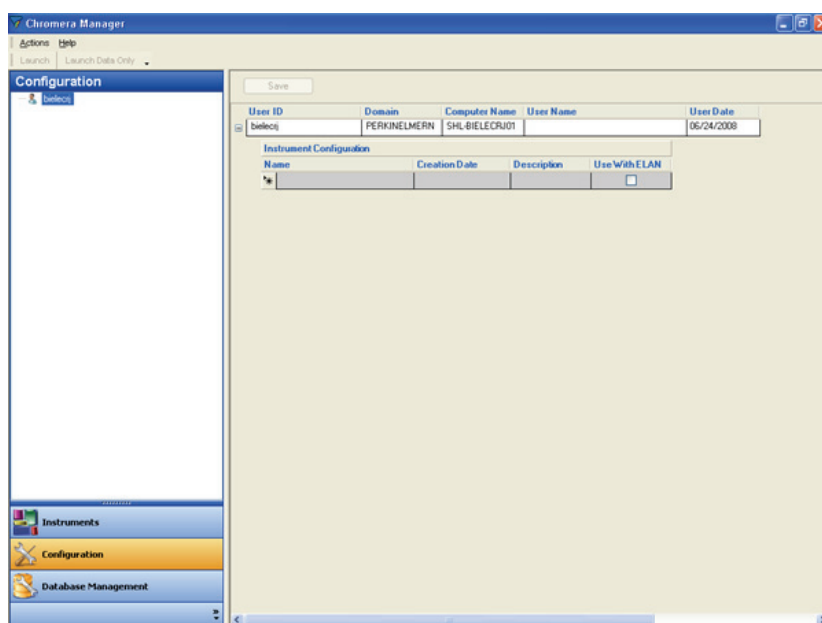 Chromera Manager
Actions Help
Launch Launch Data Only
Configuration
bielecrj
Save
User ID Domain Computer Name User Name User Date
bielecrj PERKINELMERN SHL-BIELECRJ01 06/24/2008
Instrument Configuration
Name Creation Date Description Use With ELAN
Instruments
Configuration
Database Management